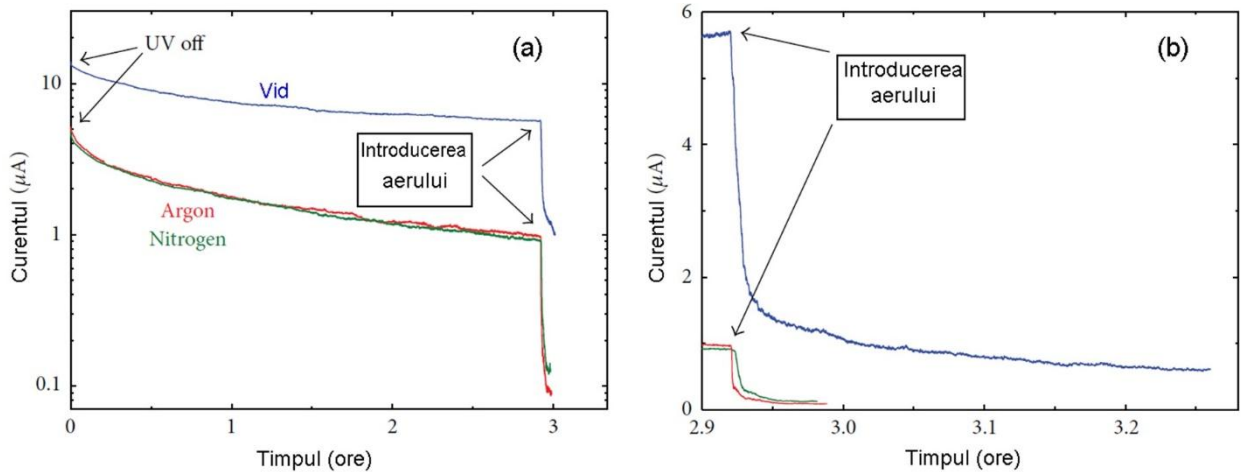 (a)
UV off
10
Vid
Introducerea
aerului
Argon
Nitrogen
1
0.1
Curentul (μA)
0
1
2
3
Timpul (ore)
(b)
6
Introducerea
aerului
4
2
0
Curentul (μA)
2.9
3.0
3.1
3.2
Timpul (ore)